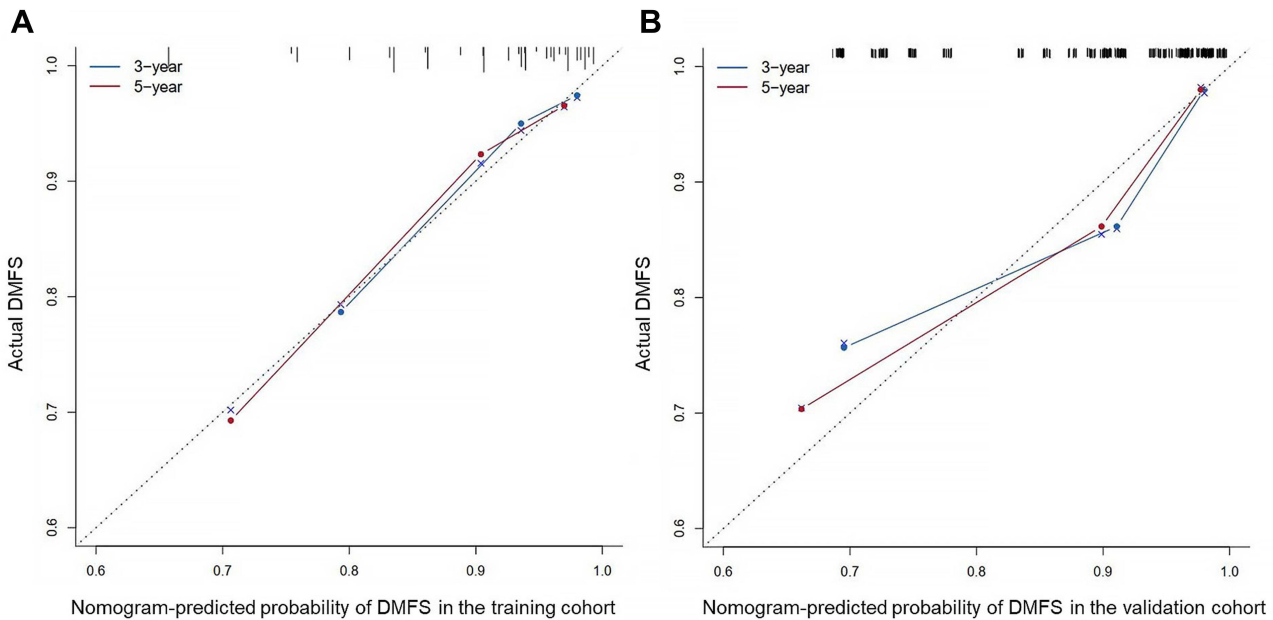 A
1.0
0.9
0.8
0.7
0.6
Actual DMFS
3−year
5−year
0.6 0.7 0.8 0.9 1.0
Nomogram-predicted probability of DMFS in the training cohort
B
1.0
0.9
0.8
0.7
0.6
Actual DMFS
3−year
5−year
0.6 0.7 0.8 0.9 1.0
Nomogram-predicted probability of DMFS in the validation cohort